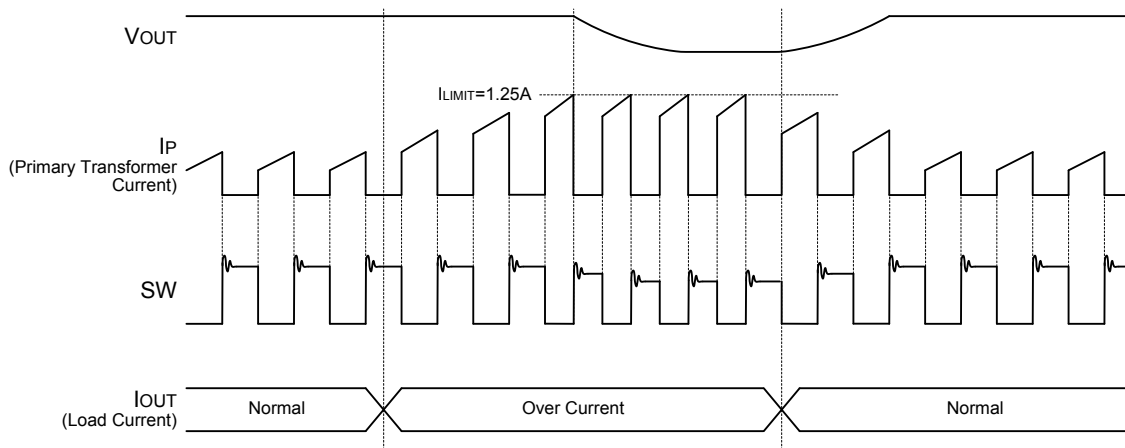 VOUT
ILIMIT=1.25A
IP
(Primary Transformer
Current)
SW
IOUT
(Load Current)
Normal
Over Current
Normal